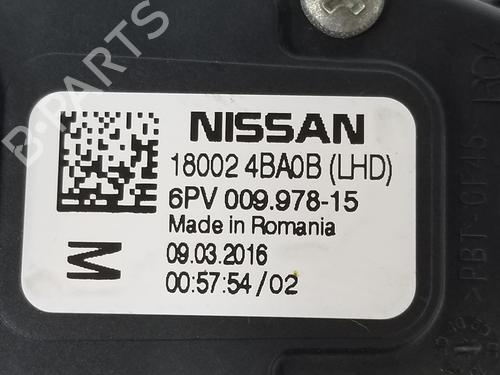 NISSAN
18002 4BA0B (LHD)
6PV 009.978-15
Made in Romania
09.03.2016
00:57:54/02
M
B-PARTS